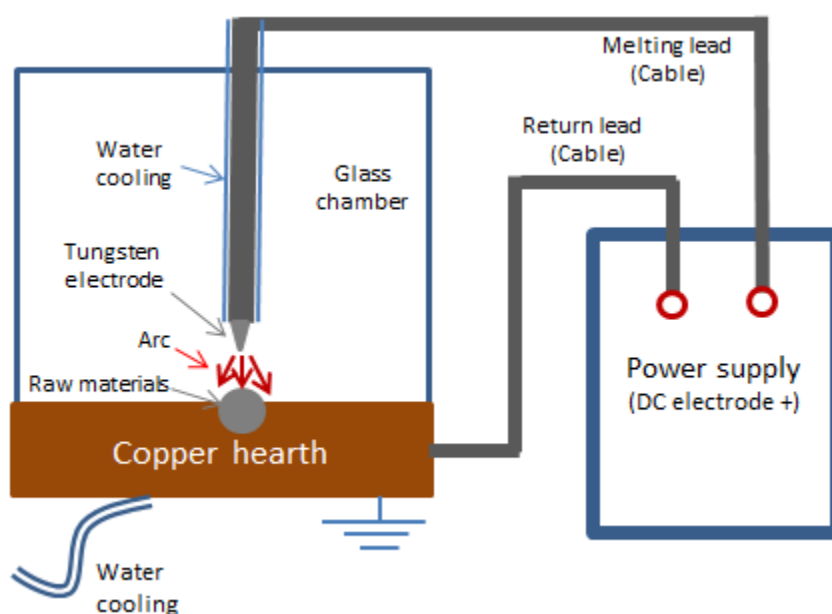 Melting lead
(Cable)
Return lead
(Cable)
Water
cooling
Glass
chamber
Tungsten
electrode
Arc
Raw materials
Power supply
(DC electrode +)
Copper hearth
Water
cooling